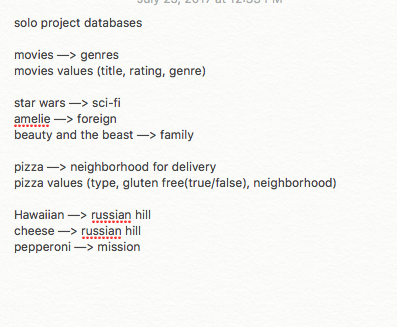 July 25, 2017 at 12:33 PM
solo project databases
movies —> genres
movies values (title, rating, genre)
star wars —> sci-fi
amelie —> foreign
beauty and the beast —> family
pizza —> neighborhood for delivery
pizza values (type, gluten free(true/false), neighborhood)
Hawaiian —> russian hill
cheese —> russian hill
pepperoni —> mission